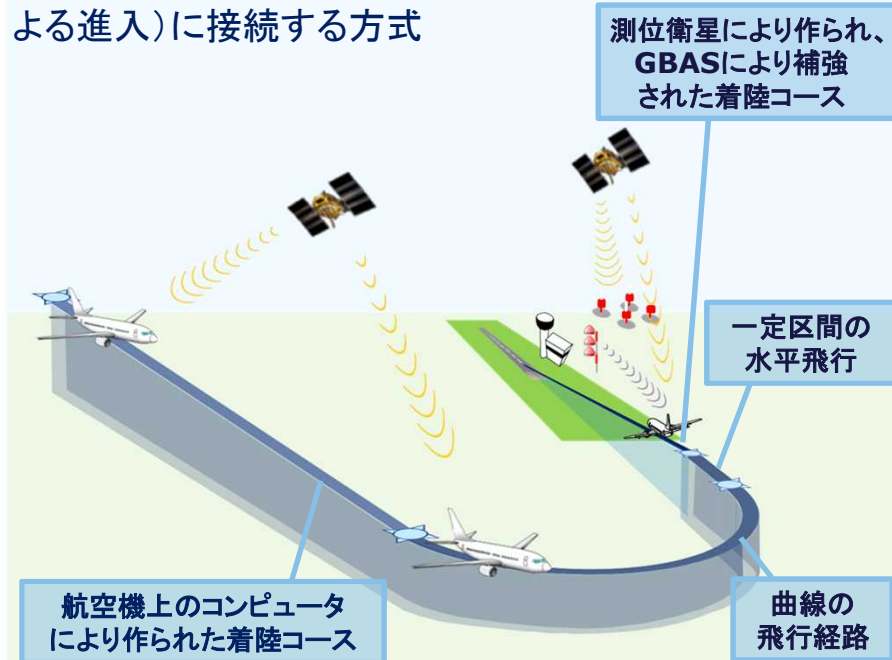 よる進入)に接続する方式
測位衛星により作られ、
GBASにより補強
された着陸コース
一定区間の
水平飛行
航空機上のコンピュータ
により作られた着陸コース
曲線の
飛行経路